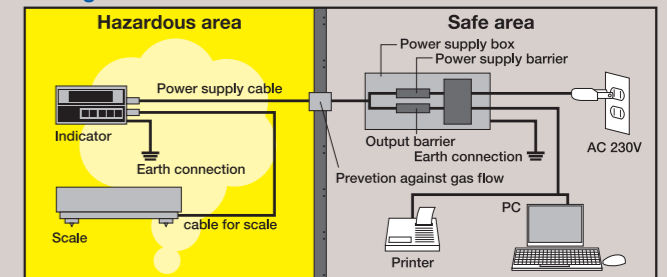 Hazardous area
Safe area
Power supply box
Power supply barrier
Power supply cable
Indicator
Earth connection
Output barrier
Earth connection
AC 230V
Prevetion against gas flow
Scale
cable for scale
PC
Printer